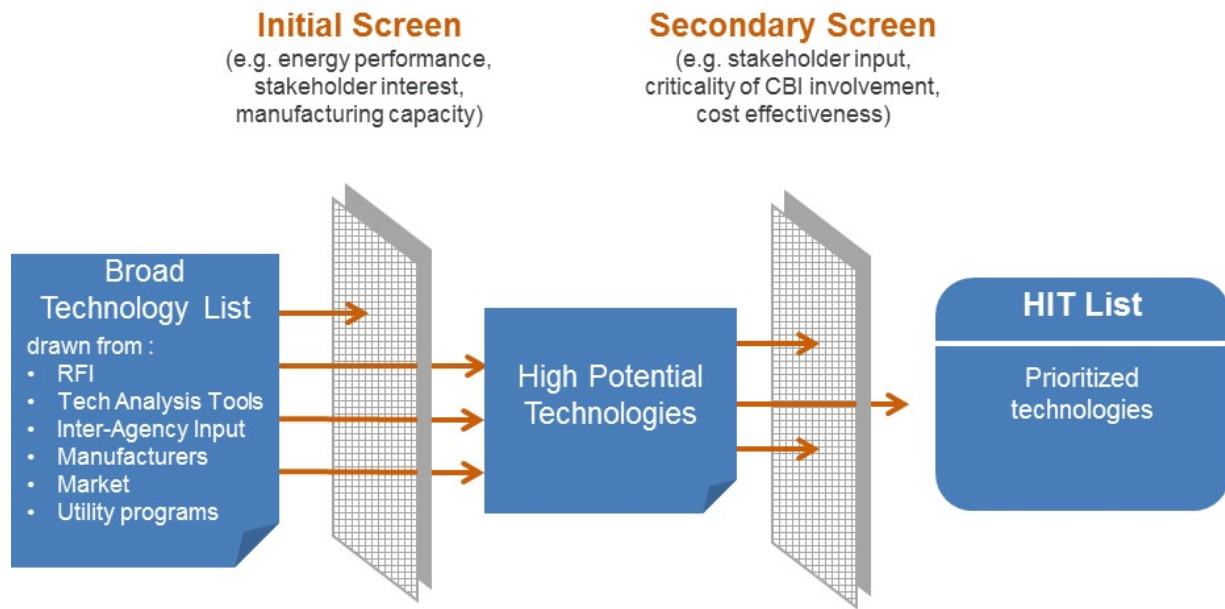 Initial Screen
(e.g. energy performance,
stakeholder interest,
manufacturing capacity)
Secondary Screen
(e.g. stakeholder input,
criticality of CBI involvement,
cost effectiveness)
Broad
Technology List
drawn from :
• RFI
• Tech Analysis Tools
• Inter-Agency Input
• Manufacturers
• Market
• Utility programs
High Potential
Technologies
HIT List
Prioritized
technologies